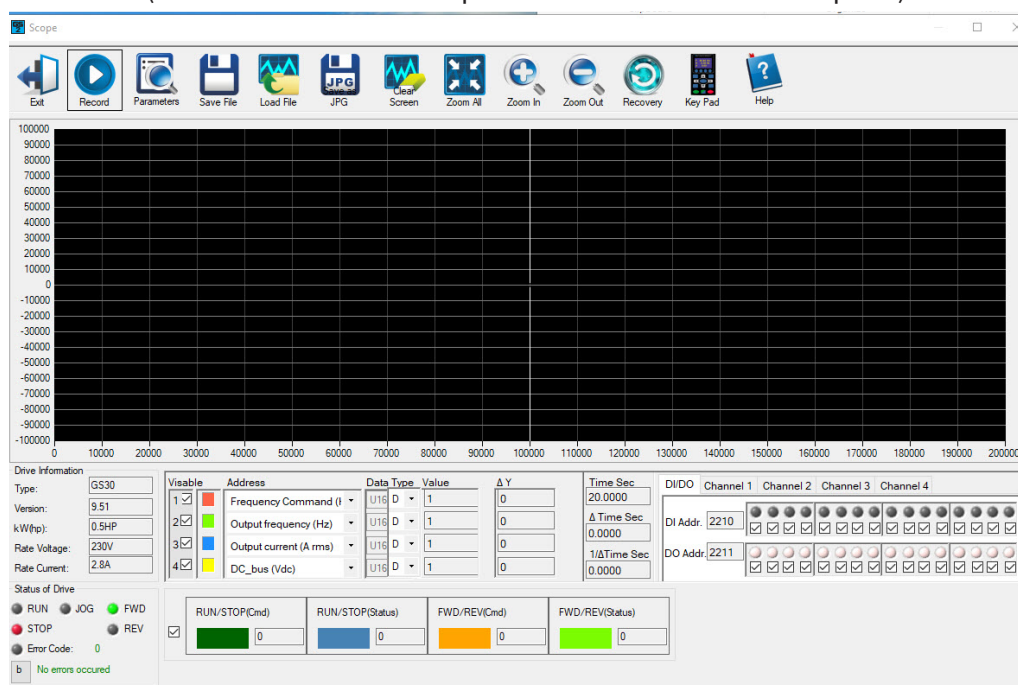 Scope
Exit Record Parameters Save File Load File Save as JPG JPG Clear Screen Zoom All Zoom In Zoom Out Recovery Key Pad Help
100000
90000
80000
70000
60000
50000
40000
30000
20000
10000
0
-10000
-20000
-30000
-40000
-50000
-60000
-70000
-80000
-90000
-100000
0 10000 20000 30000 40000 50000 60000 70000 80000 90000 100000 110000 120000 130000 140000 150000 160000 170000 180000 190000 200000
Drive Information
Type: GS30
Version: 9.51
kW(hp): 0.5HP
Rate Voltage: 230V
Rate Current: 2.8A
Visable Address Data Type Value Δ Y
1 Frequency Command (H U16 D 1 0
2 Output frequency (Hz) U16 D 1 0
3 Output current (A rms) U16 D 1 0
4 DC_bus (Vdc) U16 D 1 0
Time Sec
20.0000
Δ Time Sec
0.0000
1/ΔTime Sec
0.0000
DI/DO Channel 1 Channel 2 Channel 3 Channel 4
DI Addr. 2210
DO Addr. 2211
Status of Drive
RUN JOG FWD
STOP REV
Error Code: 0
b No errors occured
RUN/STOP(Cmd) RUN/STOP(Status) FWD/REV(Cmd) FWD/REV(Status)
0 0 0 0